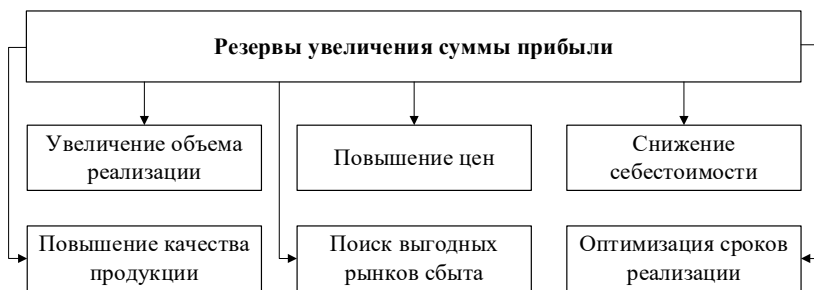 Резервы увеличения суммы прибыли
Увеличение объема
реализации
Повышение цен
Снижение
себестоимости
Повышение качества
продукции
Поиск выгодных
рынков сбыта
Оптимизация сроков
реализации